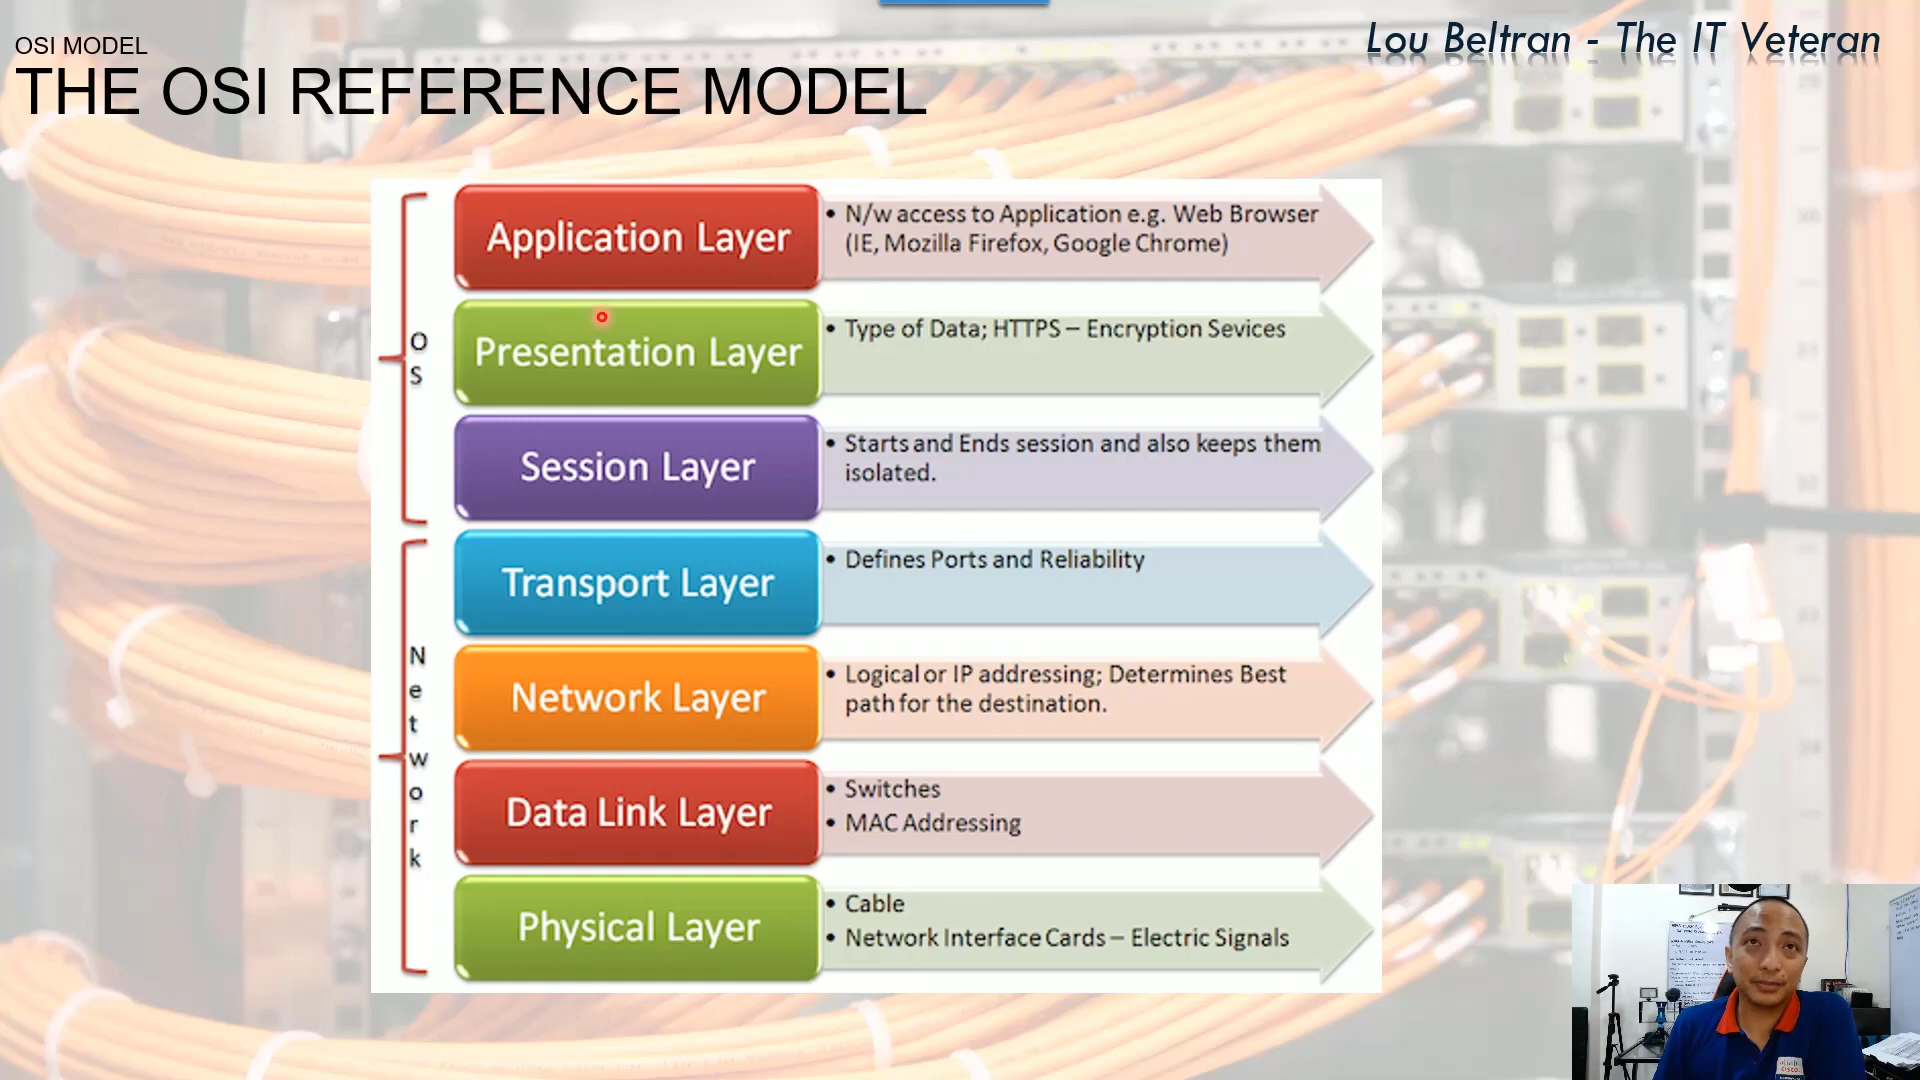 OSI MODEL
THE OSI REFERENCE MODEL
Lou Beltran - The IT Veteran
OS
Application Layer
• N/w access to Application e.g. Web Browser
(IE, Mozilla Firefox, Google Chrome)
Presentation Layer
• Type of Data; HTTPS – Encryption Sevices
Session Layer
• Starts and Ends session and also keeps them
isolated.
Network
Transport Layer
• Defines Ports and Reliability
Network Layer
• Logical or IP addressing; Determines Best
path for the destination.
Data Link Layer
• Switches
• MAC Addressing
Physical Layer
• Cable
• Network Interface Cards – Electric Signals
CISCO